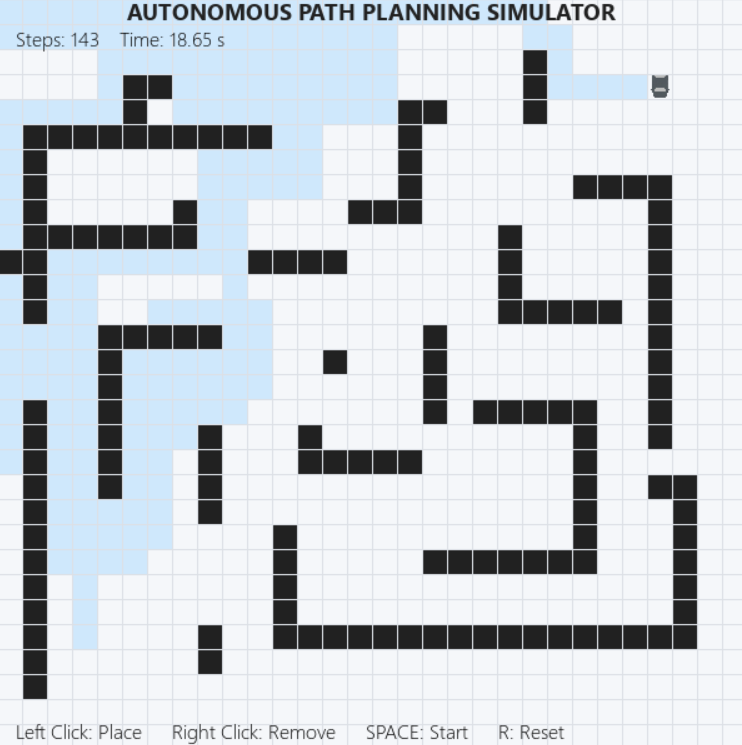 AUTONOMOUS PATH PLANNING SIMULATOR
Steps: 143 Time: 18.65 s
Left Click: Place Right Click: Remove SPACE: Start R: Reset